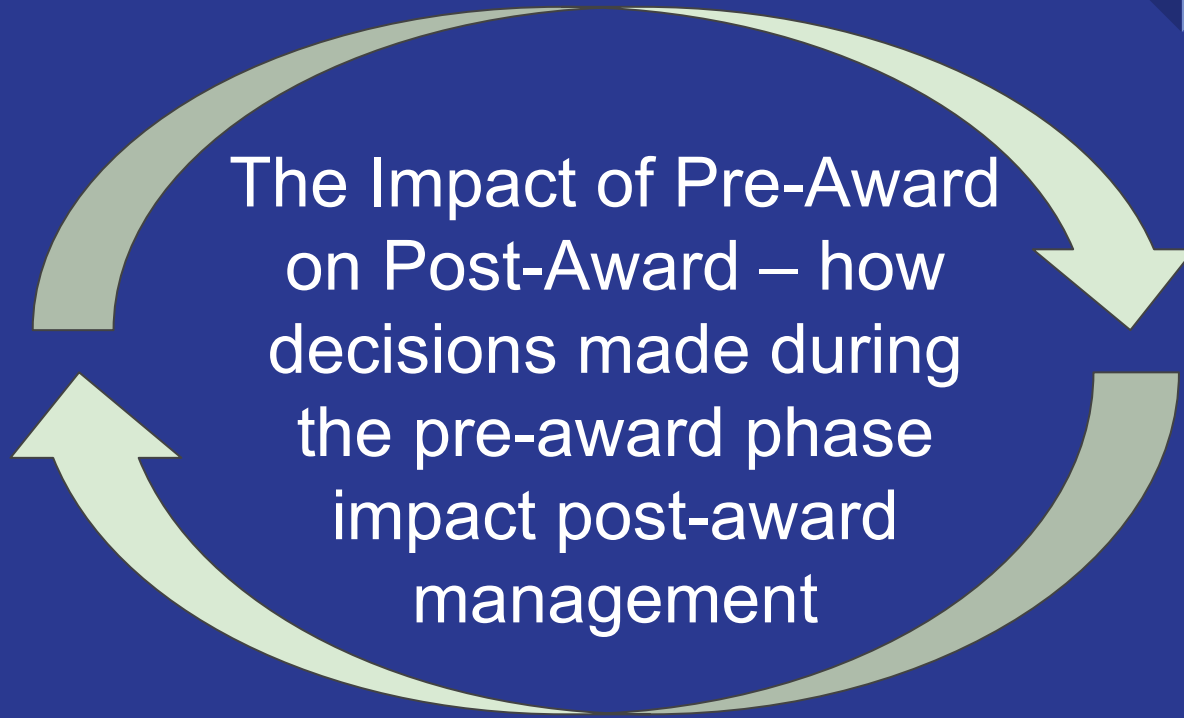 The Impact of Pre-Award
on Post-Award – how
decisions made during
the pre-award phase
impact post-award
management